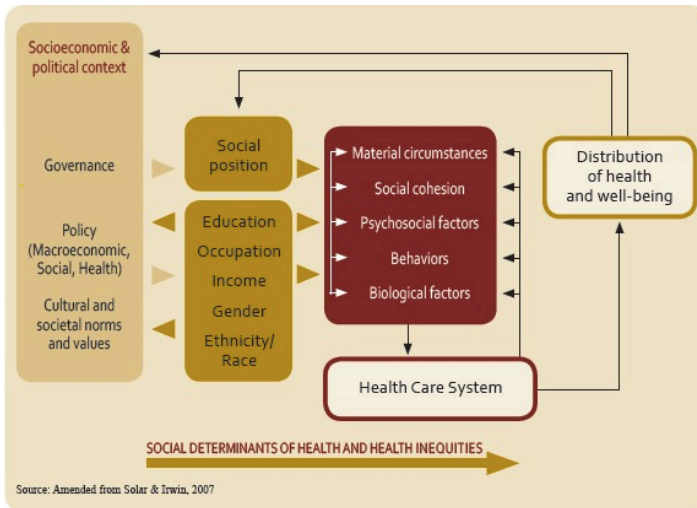 Socioeconomic &
political context
Governance
Policy
(Macroeconomic,
Social, Health)
Cultural and
societal norms
and values
Social
position
Education
Occupation
Income
Gender
Ethnicity/
Race
Material circumstances
Social cohesion
Psychosocial factors
Behaviors
Biological factors
Health Care System
Distribution
of health
and well-being
SOCIAL DETERMINANTS OF HEALTH AND HEALTH INEQUITIES
Source: Amended from Solar & Irwin, 2007